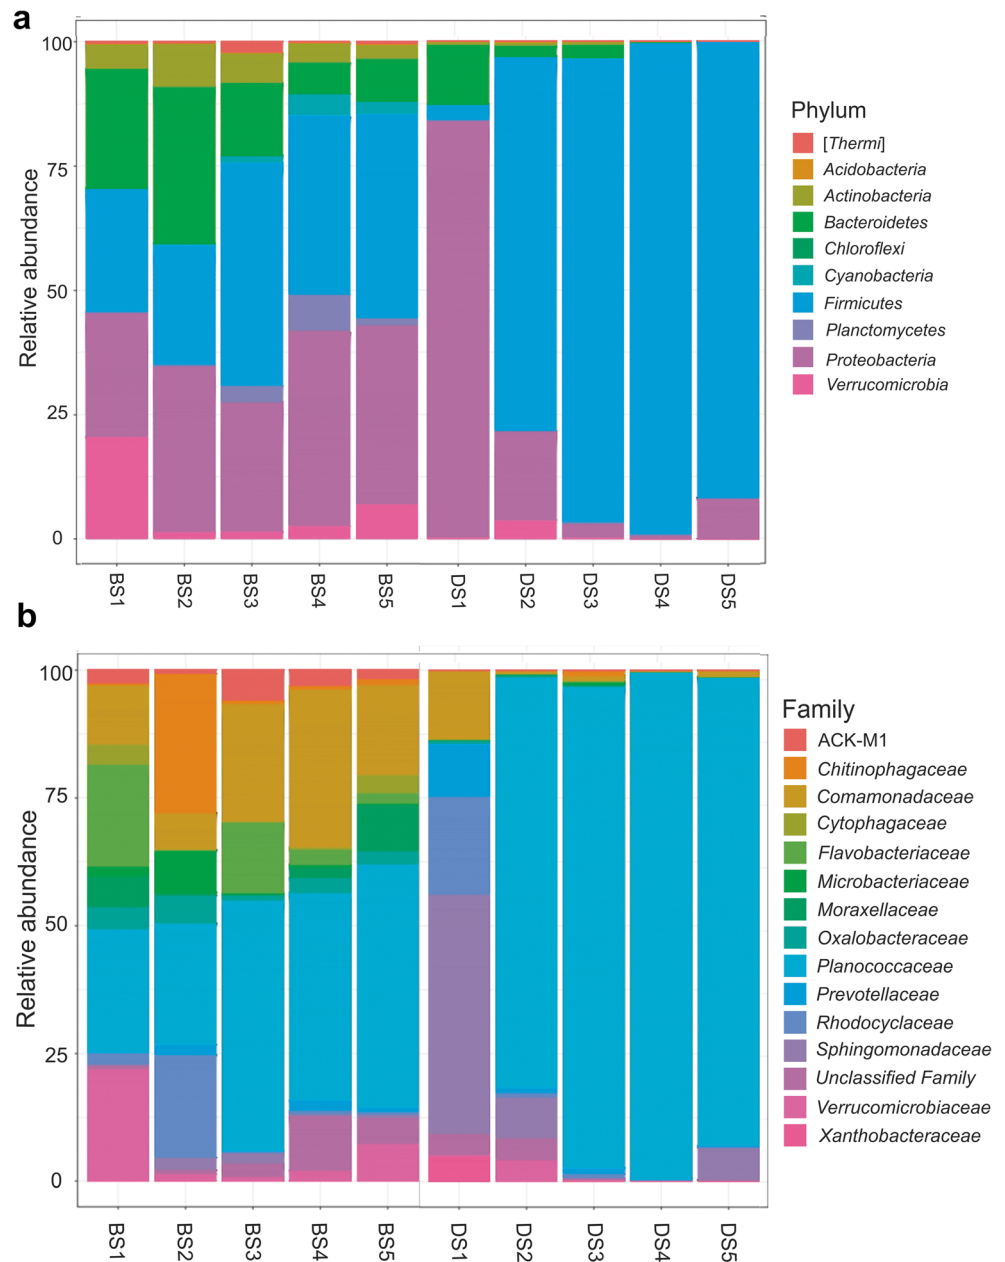 a
Relative abundance
100
75
50
25
0
BS1
BS2
BS3
BS4
BS5
DS1
DS2
DS3
DS4
DS5
Phylum
[Thermi]
Acidobacteria
Actinobacteria
Bacteroidetes
Chloroflexi
Cyanobacteria
Firmicutes
Planctomycetes
Proteobacteria
Verrucomicrobia
b
Relative abundance
100
75
50
25
0
BS1
BS2
BS3
BS4
BS5
DS1
DS2
DS3
DS4
DS5
Family
ACK-M1
Chitinophagaceae
Comamonadaceae
Cytophagaceae
Flavobacteriaceae
Microbacteriaceae
Moraxellaceae
Oxalobacteraceae
Planococcaceae
Prevotellaceae
Rhodocyclaceae
Sphingomonadaceae
Unclassified Family
Verrucomicrobiaceae
Xanthobacteraceae